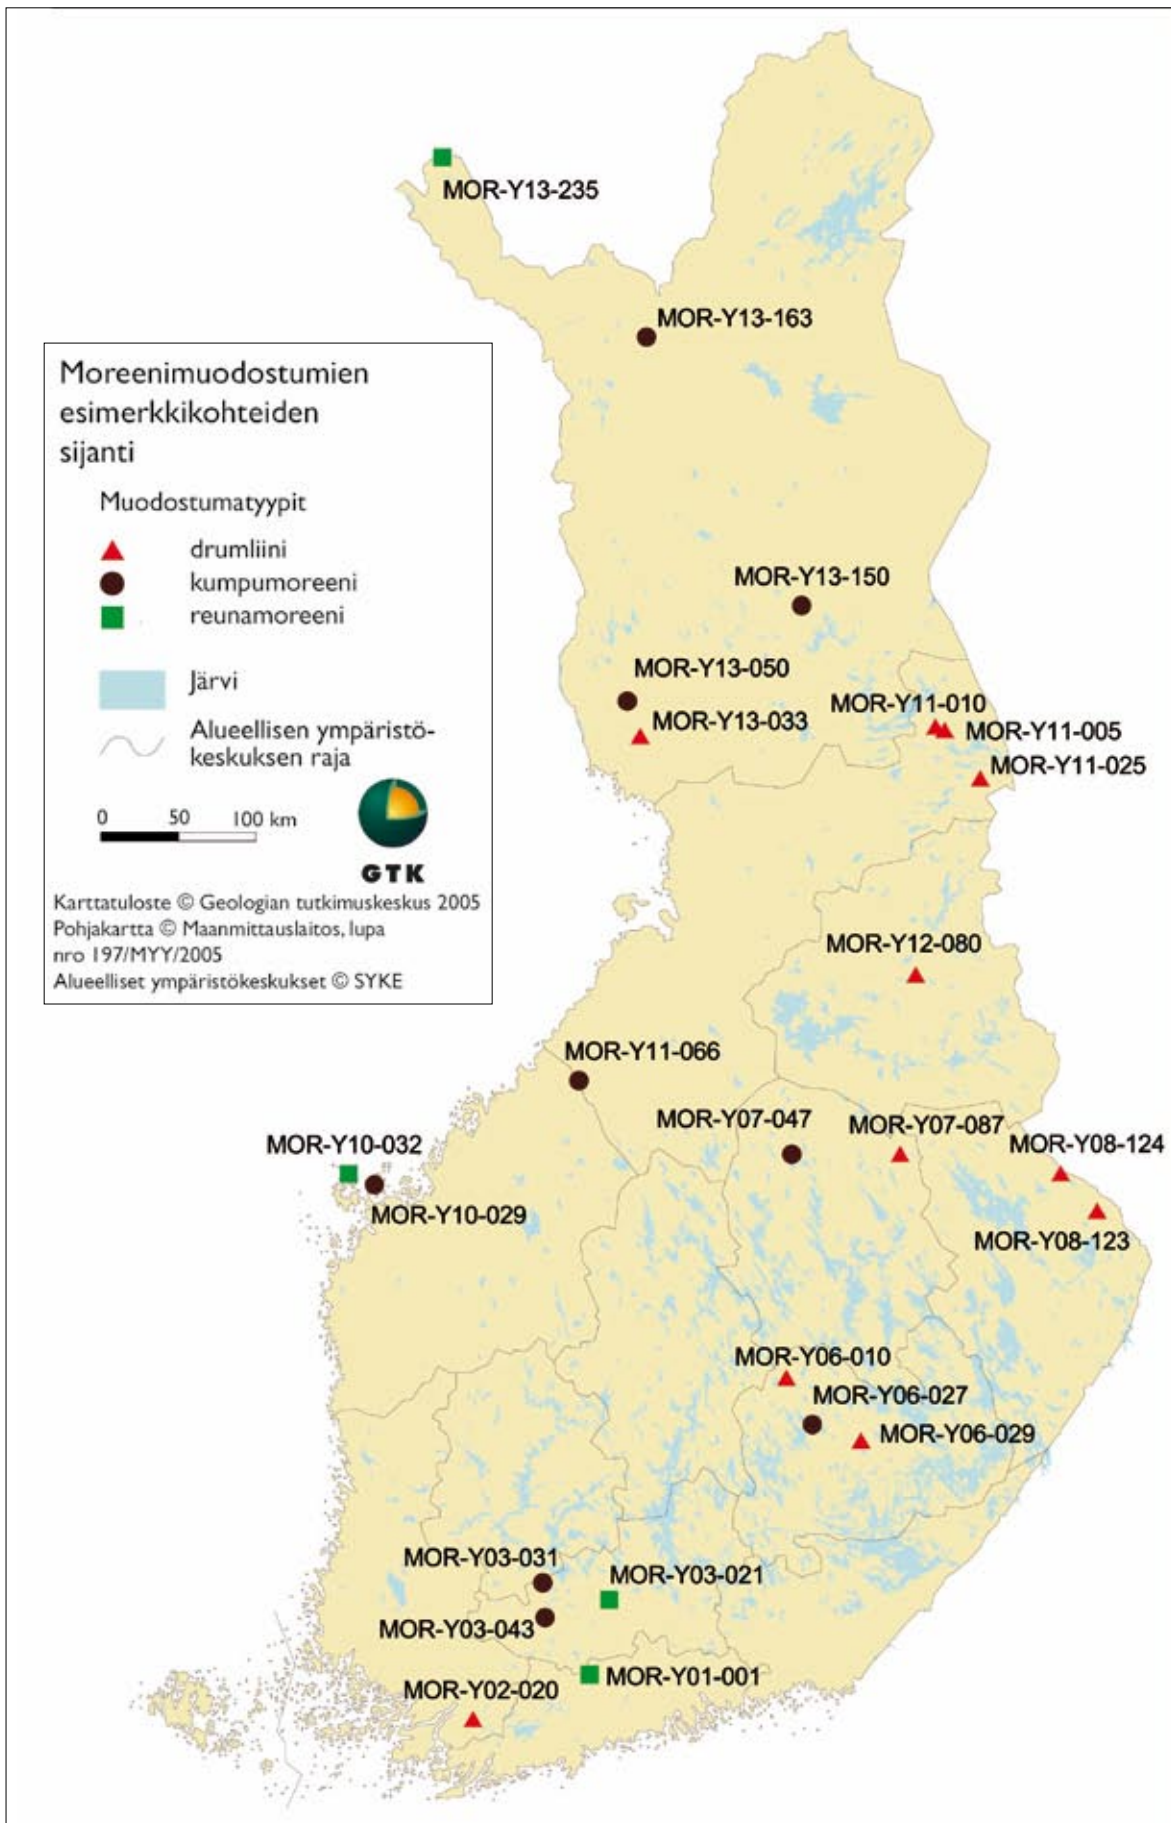 MOR-Y13-235
MOR-Y13-163
Moreenimuodostumien
esimerkkikohteiden
sijanti
Muodostumatyypit
drumliini
kumpumoreeni
reunamoreeni
Järvi
Alueellisen ympäristö-
keskuksen raja
0 50 100 km
GTK
Karttatuloste © Geologian tutkimuskeskus 2005
Pohjakartta © Maanmittauslaitos, lupa
nro 197/MYY/2005
Alueelliset ympäristökeskukset © SYKE
MOR-Y13-150
MOR-Y13-050
MOR-Y11-010
MOR-Y13-033
MOR-Y11-005
MOR-Y11-025
MOR-Y12-080
MOR-Y11-066
MOR-Y07-047
MOR-Y07-087
MOR-Y08-124
MOR-Y10-032
MOR-Y10-029
MOR-Y08-123
MOR-Y06-010
MOR-Y06-027
MOR-Y06-029
MOR-Y03-031
MOR-Y03-021
MOR-Y03-043
MOR-Y01-001
MOR-Y02-020